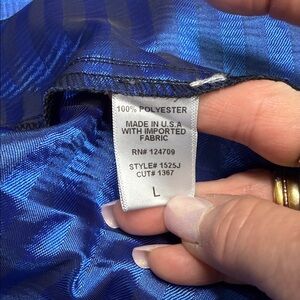 100% POLYESTER
MADE IN U.S.A
WITH IMPORTED
FABRIC
RN# 124709
STYLE# 1525J
CUT# 1367
L